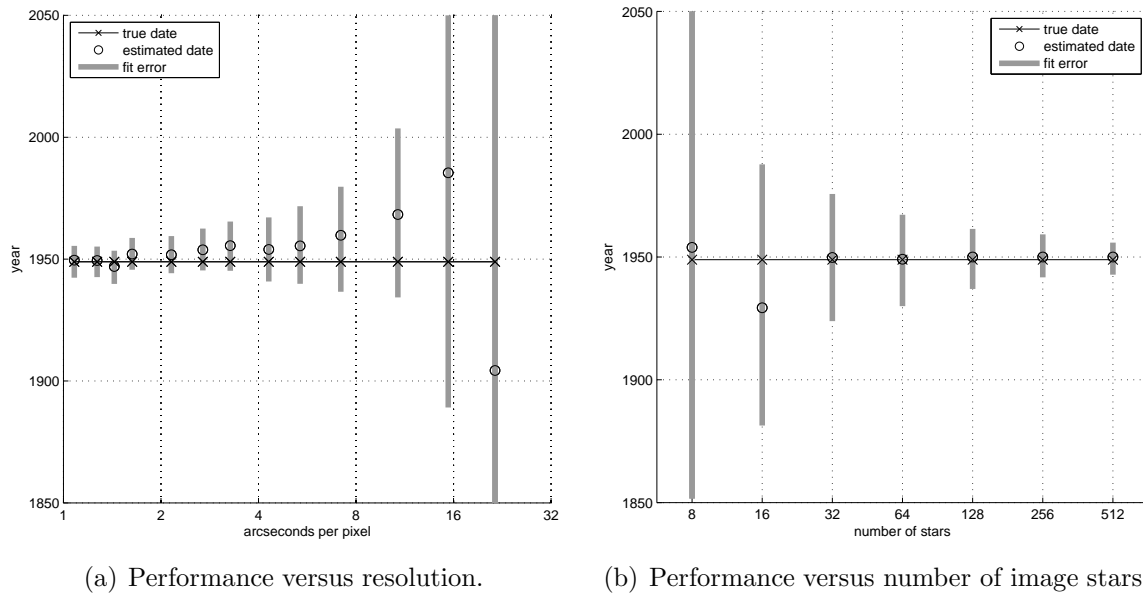 2050
2000
1950
1900
1850
year
true date
estimated date
fit error
1 2 4 8 16 32
arcseconds per pixel
(a) Performance versus resolution.
2050
2000
1950
1900
1850
year
true date
estimated date
fit error
8 16 32 64 128 256 512
number of stars
(b) Performance versus number of image stars